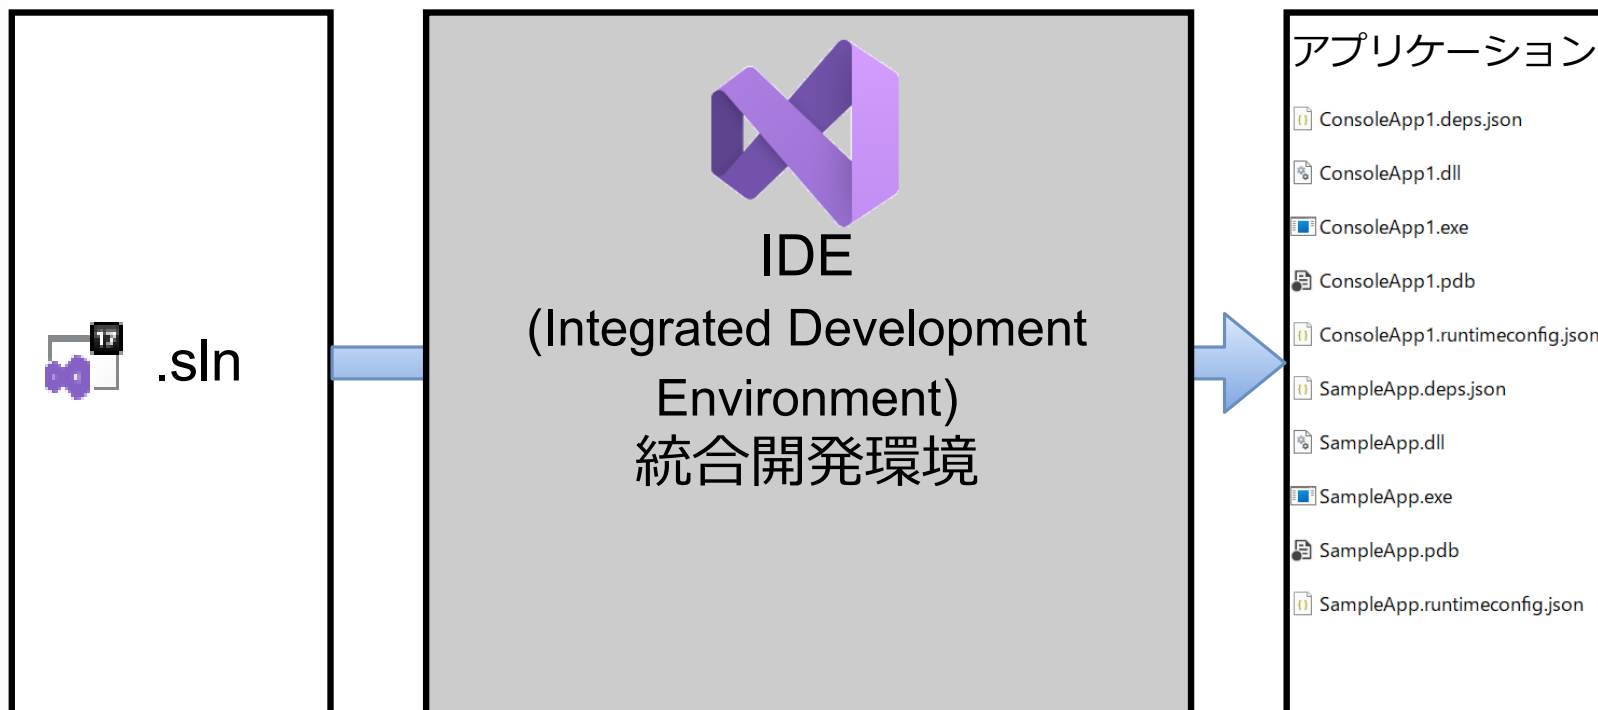 17
.sln
IDE
(Integrated Development
Environment)
統合開発環境
アプリケーション
ConsoleApp1.deps.json
ConsoleApp1.dll
ConsoleApp1.exe
ConsoleApp1.pdb
ConsoleApp1.runtimeconfig.json
SampleApp.deps.json
SampleApp.dll
SampleApp.exe
SampleApp.pdb
SampleApp.runtimeconfig.json